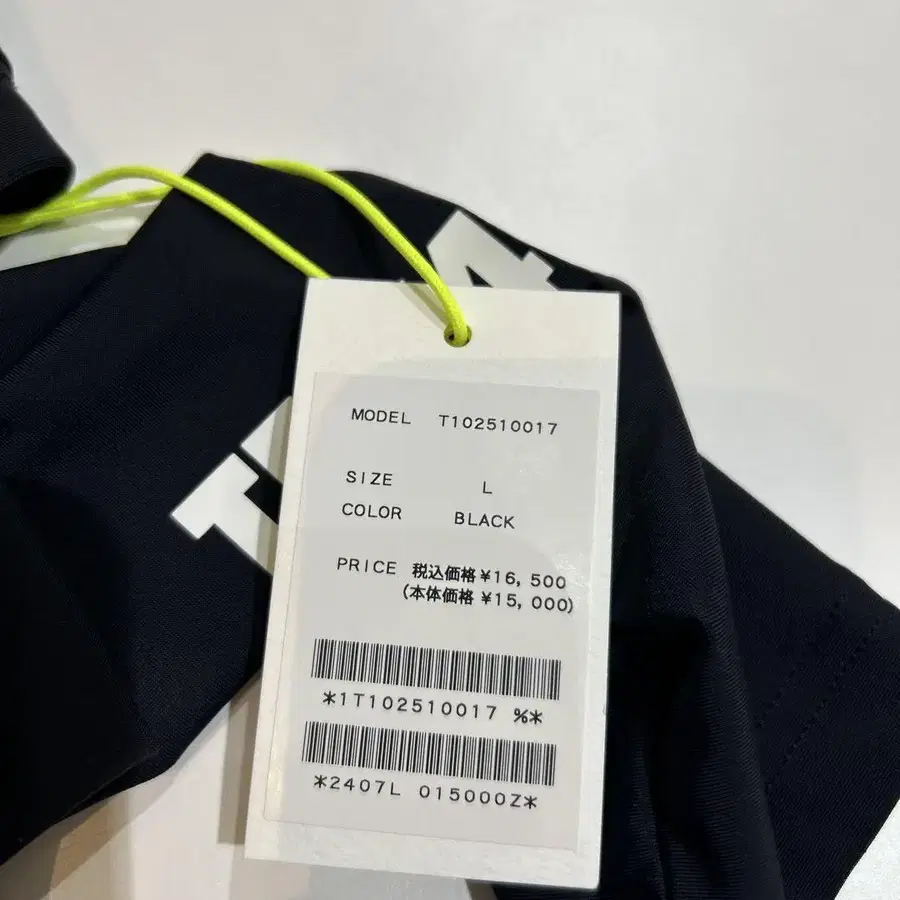 MODEL T102510017
SIZE L
COLOR BLACK
PRICE 税込価格¥16,500
(本体価格 ¥15,000)
*1T102510017 %*
*2407L 015000Z*